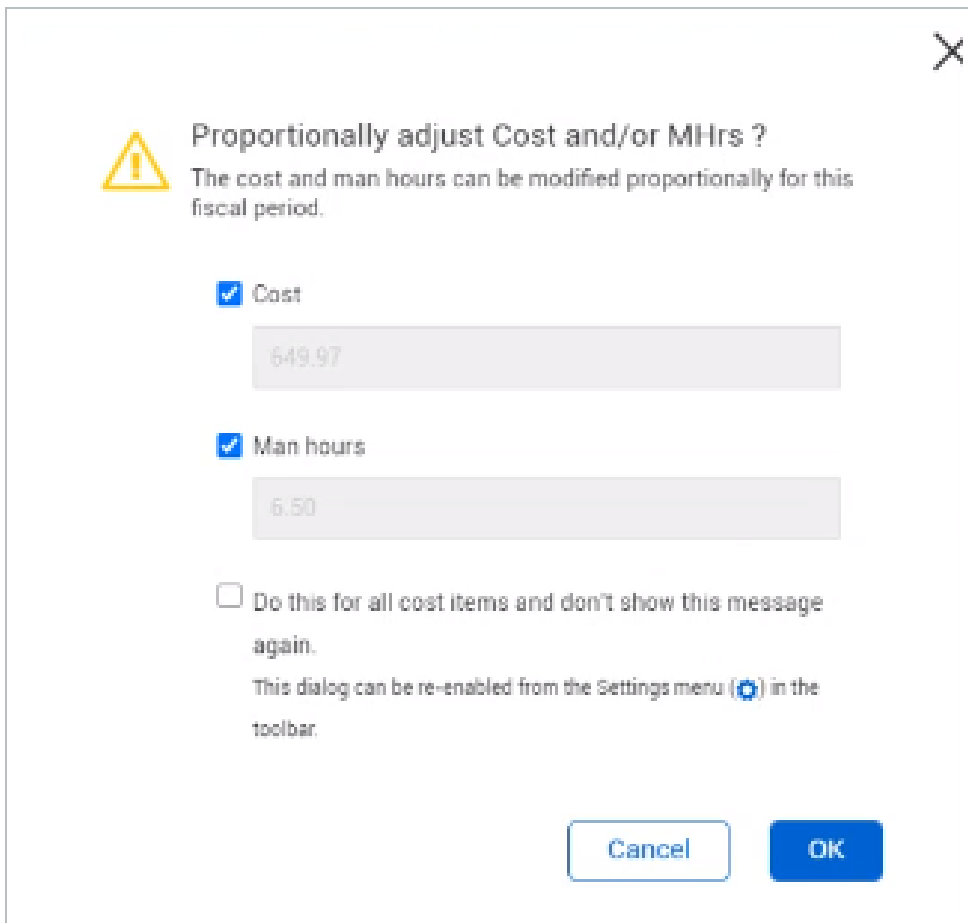 Proportionally adjust Cost and/or MHrs ?
The cost and man hours can be modified proportionally for this
fiscal period.
Cost
649.97
Man hours
6.50
Do this for all cost items and don't show this message
again.
This dialog can be re-enabled from the Settings menu () in the
toolbar.
Cancel
OK